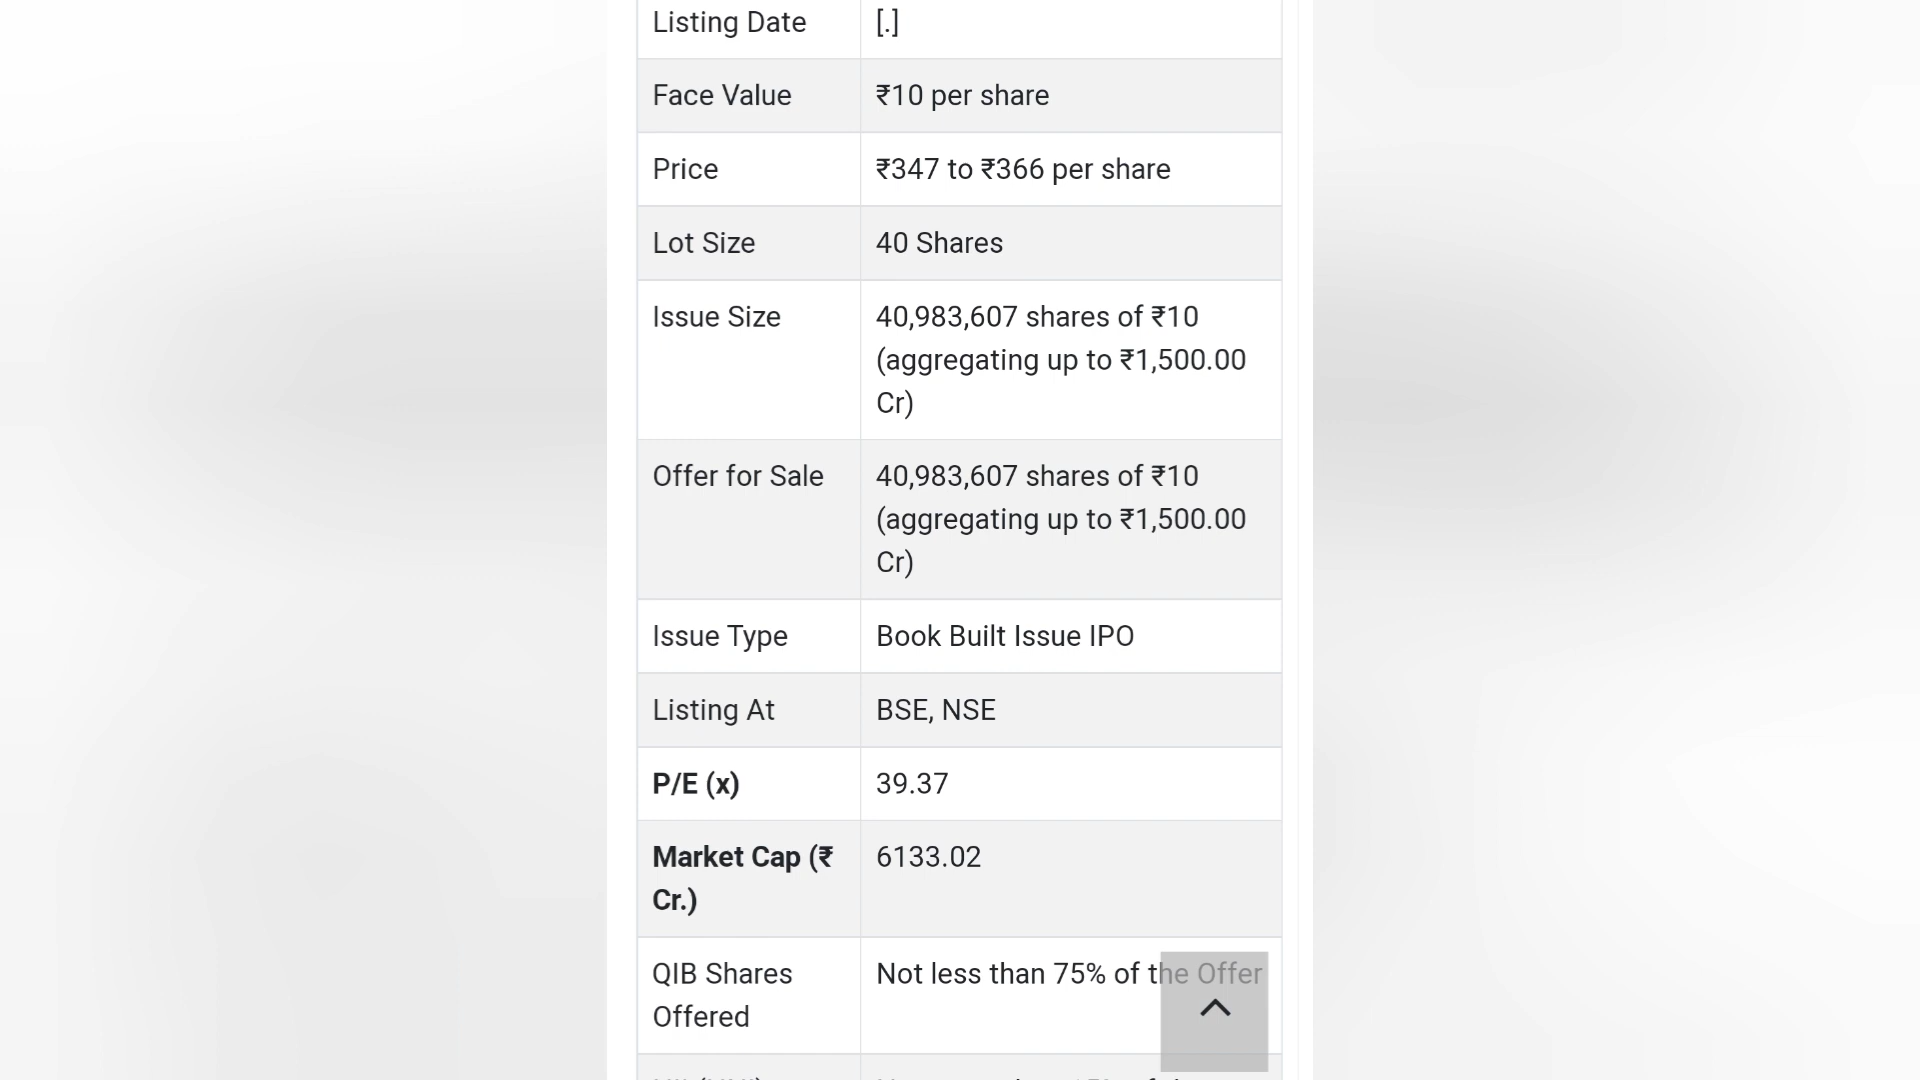 Listing Date [.]
Face Value ₹10 per share
Price ₹347 to ₹366 per share
Lot Size 40 Shares
Issue Size 40,983,607 shares of ₹10
(aggregating up to ₹1,500.00
Cr)
Offer for Sale 40,983,607 shares of ₹10
(aggregating up to ₹1,500.00
Cr)
Issue Type Book Built Issue IPO
Listing At BSE, NSE
P/E (x) 39.37
Market Cap (₹ 6133.02
Cr.)
QIB Shares Not less than 75% of the Offer
Offered